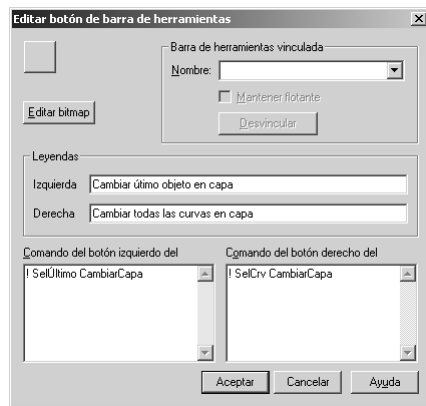 Editar botón de barra de herramientas
Barra de herramientas vinculada
Nombre:
Mantener flotante
Editar bitmap
Desvincular
Leyendas
Izquierda Cambiar útimo objeto en capa
Derecha Cambiar todas las curvas en capa
Comando del botón izquierdo del Comando del botón derecho del
! SelÚltimo CambiarCapa ! SelCrv CambiarCapa
Aceptar Cancelar Ayuda